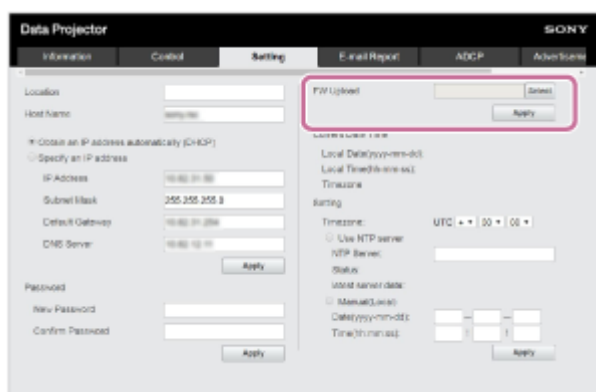 Data Projector
SONY
Information Control Setting E-mail Report ADCP Advertiseme
Location
Host Name
Obtain an IP address automatically (DHCP)
Specify an IP address
IP Address
Subnet Mask 255.255.255.0
Default Gateway
DNS Server
Apply
Password
New Password
Confirm Password
Apply
FW Upload Select
Apply
Current Date Time
Local Date(yyyy-mm-dd):
Local Time(hh:mm:ss):
Timezone
Setting
Timezone: UTC + 00 00
Use NTP server
NTP Server:
Status:
Worst server date:
Manual(Local)
Date(yyyy-mm-dd): — —
Time(hh:mm:ss): : :
Apply